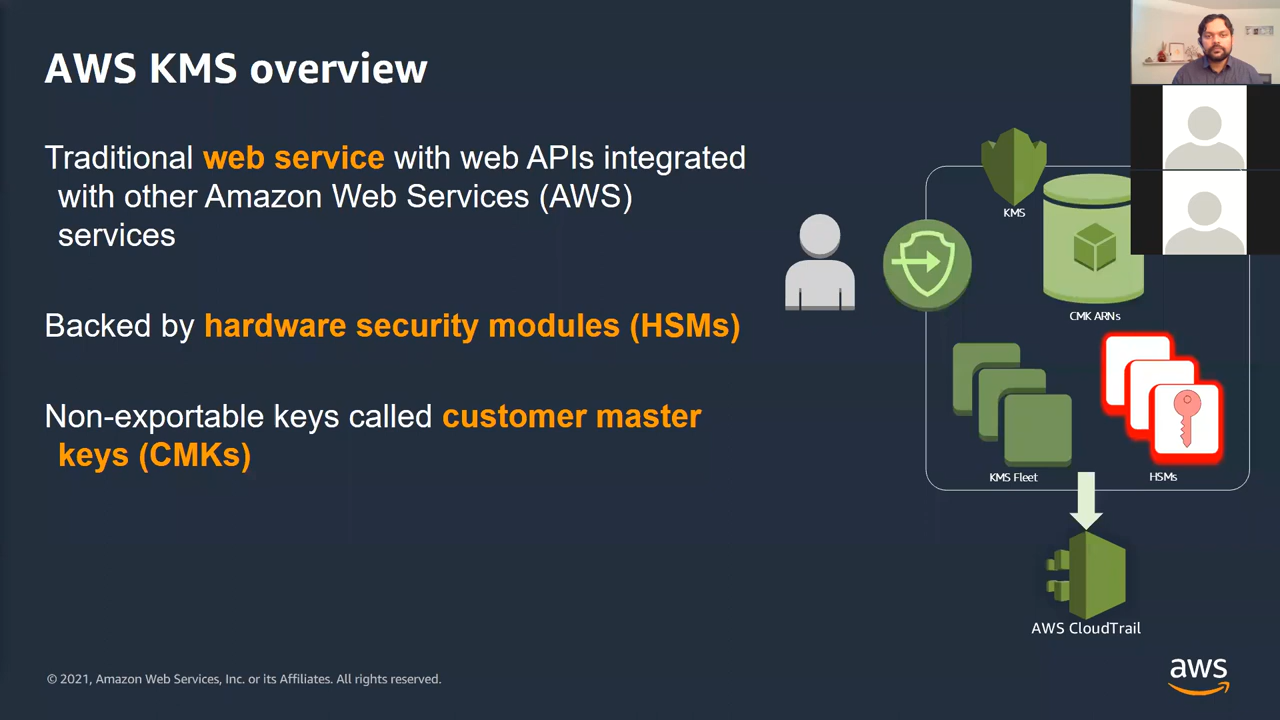 AWS KMS overview
Traditional web service with web APIs integrated
with other Amazon Web Services (AWS)
services
Backed by hardware security modules (HSMs)
Non-exportable keys called customer master
keys (CMKs)
KMS
CMK ARNs
KMS Fleet
HSMs
AWS CloudTrail
© 2021, Amazon Web Services, Inc. or its Affiliates. All rights reserved.
aws